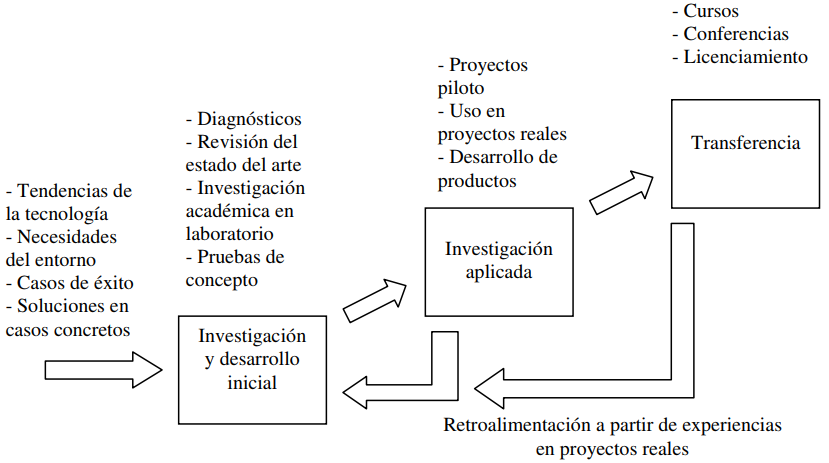 - Tendencias de
la tecnología
- Necesidades
del entorno
- Casos de éxito
- Soluciones en
casos concretos
- Diagnósticos
- Revisión del
estado del arte
- Investigación
académica en
laboratorio
- Pruebas de
concepto
Investigación
y desarrollo
inicial
- Proyectos
piloto
- Uso en
proyectos reales
- Desarrollo de
productos
Investigación
aplicada
- Cursos
- Conferencias
- Licenciamiento
Transferencia
Retroalimentación a partir de experiencias
en proyectos reales